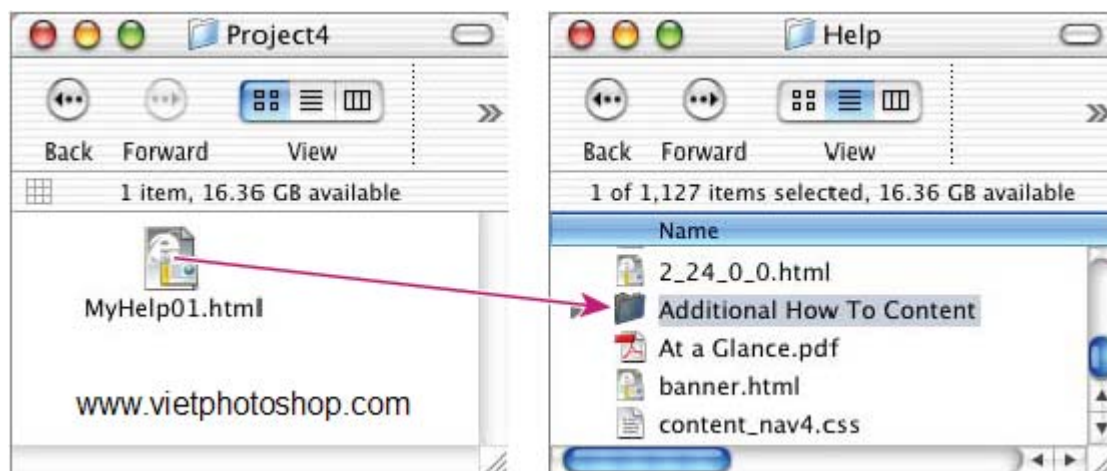 Project4
Back Forward View
1 item, 16.36 GB available
MyHelp01.html
www.vietphotoshop.com
Help
Back Forward View
1 of 1,127 items selected, 16.36 GB available
Name
2_24_0_0.html
Additional How To Content
At a Glance.pdf
banner.html
content_nav4.css